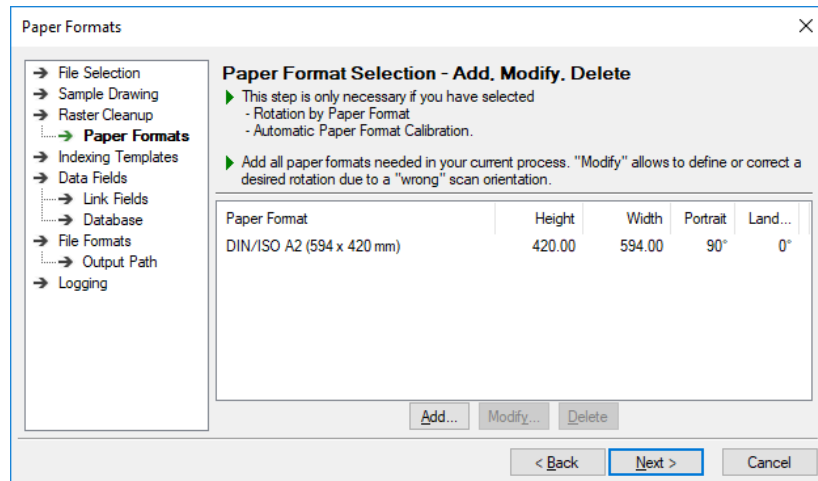 Paper Formats
File Selection
Sample Drawing
Raster Cleanup
Paper Formats
Indexing Templates
Data Fields
Link Fields
Database
File Formats
Output Path
Logging
Paper Format Selection - Add, Modify, Delete
This step is only necessary if you have selected
- Rotation by Paper Format
- Automatic Paper Format Calibration.
Add all paper formats needed in your current process. "Modify" allows to define or correct a
desired rotation due to a "wrong" scan orientation.
Paper Format Height Width Portrait Land...
DIN/ISO A2 (594 x 420 mm) 420.00 594.00 90° 0°
Add... Modify... Delete
< Back Next > Cancel